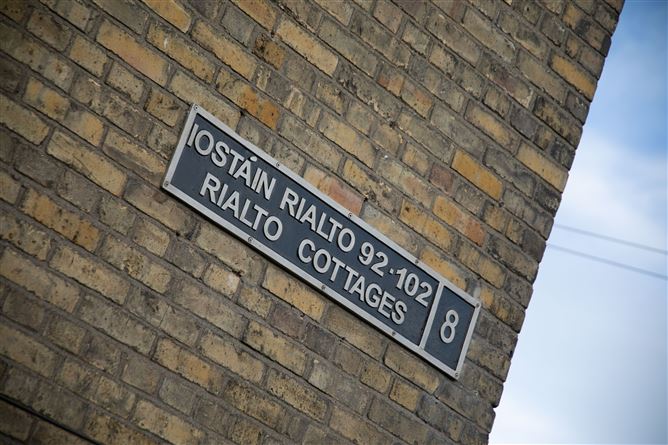 IOSTÁIN RIALTO 92-102
RIALTO COTTAGES
8